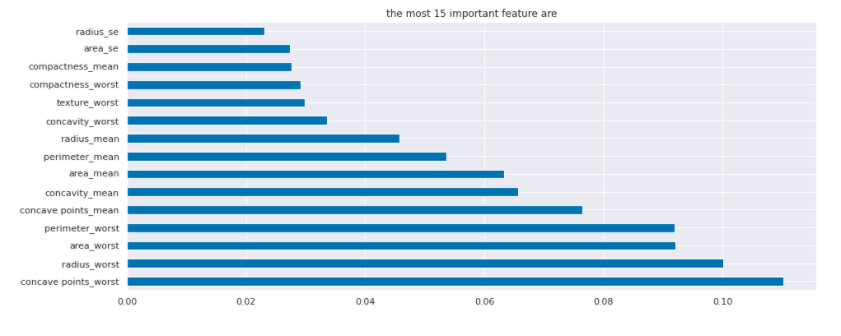 the most 15 important feature are
radius_se
area_se
compactness_mean
compactness_worst
texture_worst
concavity_worst
radius_mean
perimeter_mean
area_mean
concavity_mean
concave points_mean
perimeter_worst
area_worst
radius_worst
concave points_worst
0.00 0.02 0.04 0.06 0.08 0.10